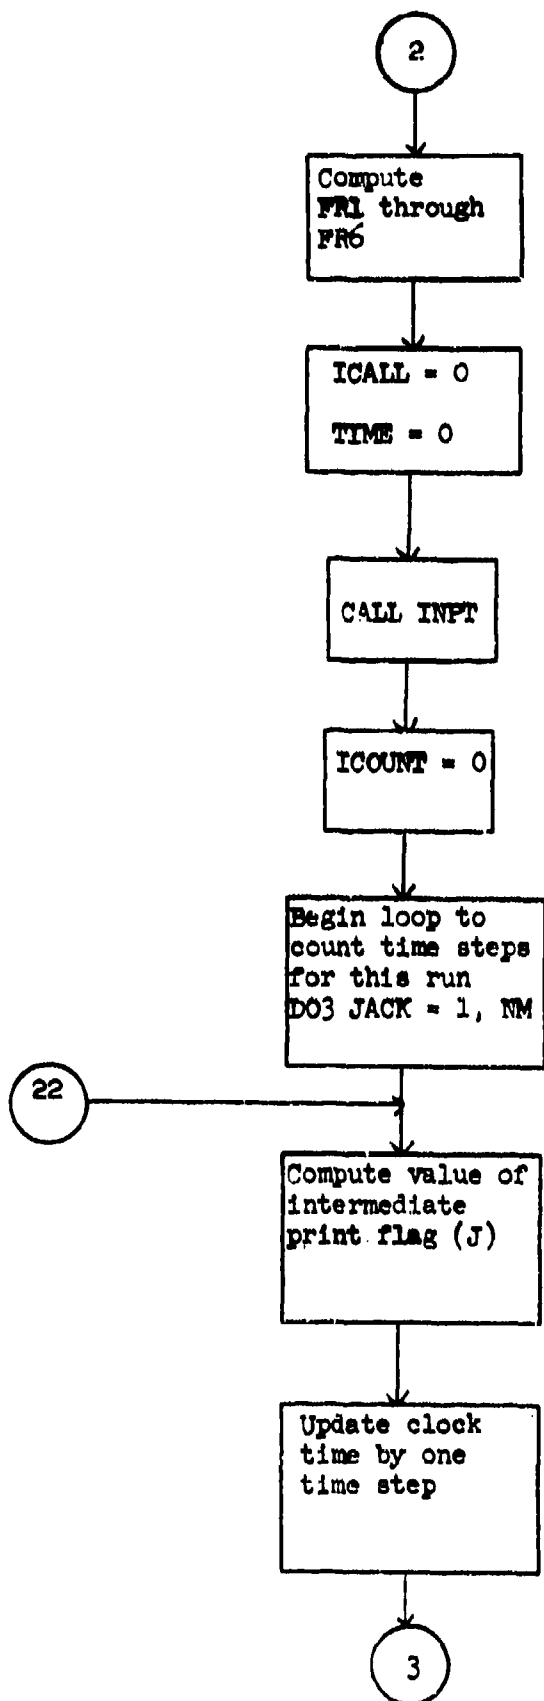 2
Compute
FR1 through
FR6
ICALL = 0
TIME = 0
CALL INPT
ICOUNT = 0
Begin loop to
count time steps
for this run
DO3 JACK = 1, NM
22
Compute value of
intermediate
print flag (J)
Update clock
time by one
time step
3